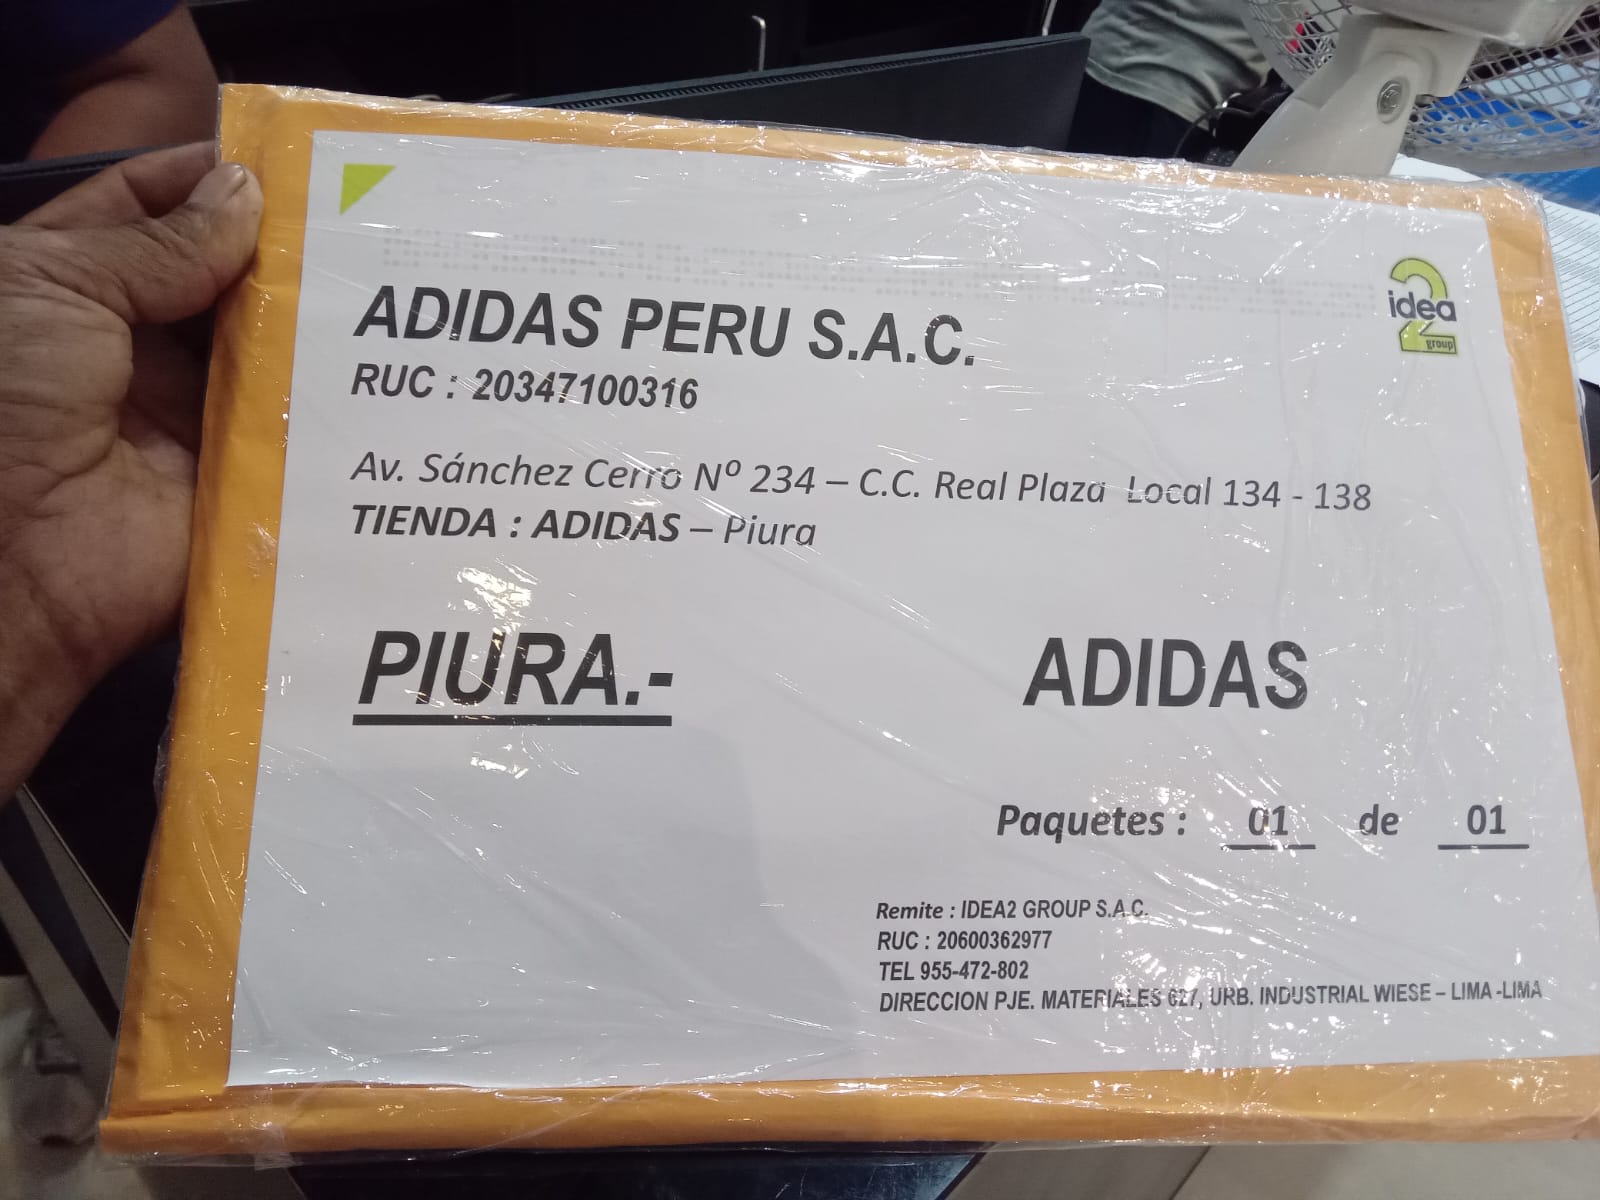 idea
2
group
ADIDAS PERU S.A.C.
RUC : 20347100316
Av. Sánchez Cerro Nº 234 – C.C. Real Plaza Local 134 - 138
TIENDA : ADIDAS – Piura
PIURA.- ADIDAS
Paquetes : 01 de 01
Remite : IDEA2 GROUP S.A.C.
RUC : 20600362977
TEL 955-472-802
DIRECCION PJE. MATERIALES 627, URB. INDUSTRIAL WIESE – LIMA -LIMA